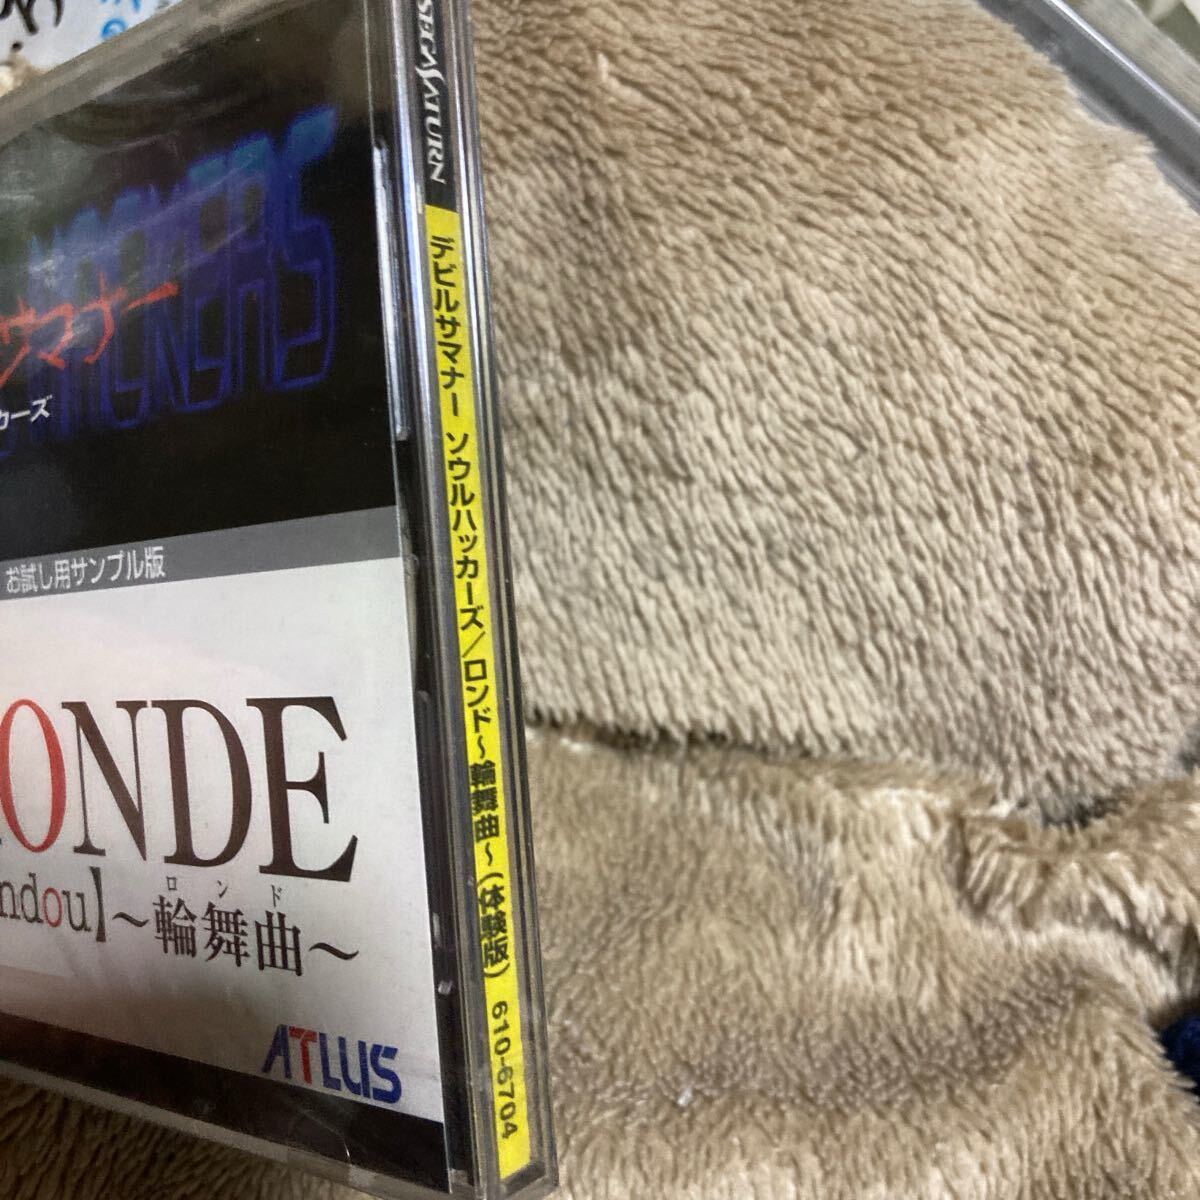 HACKERS
サマナー
カーズ
お試し用サンプル版
ONDE
ndou】～輪舞曲～
ロンド
ATLUS
SEGA SATURN
デビルサマナー ソウルハッカーズ／ロンド～輪舞曲～（体験版） 610-6704